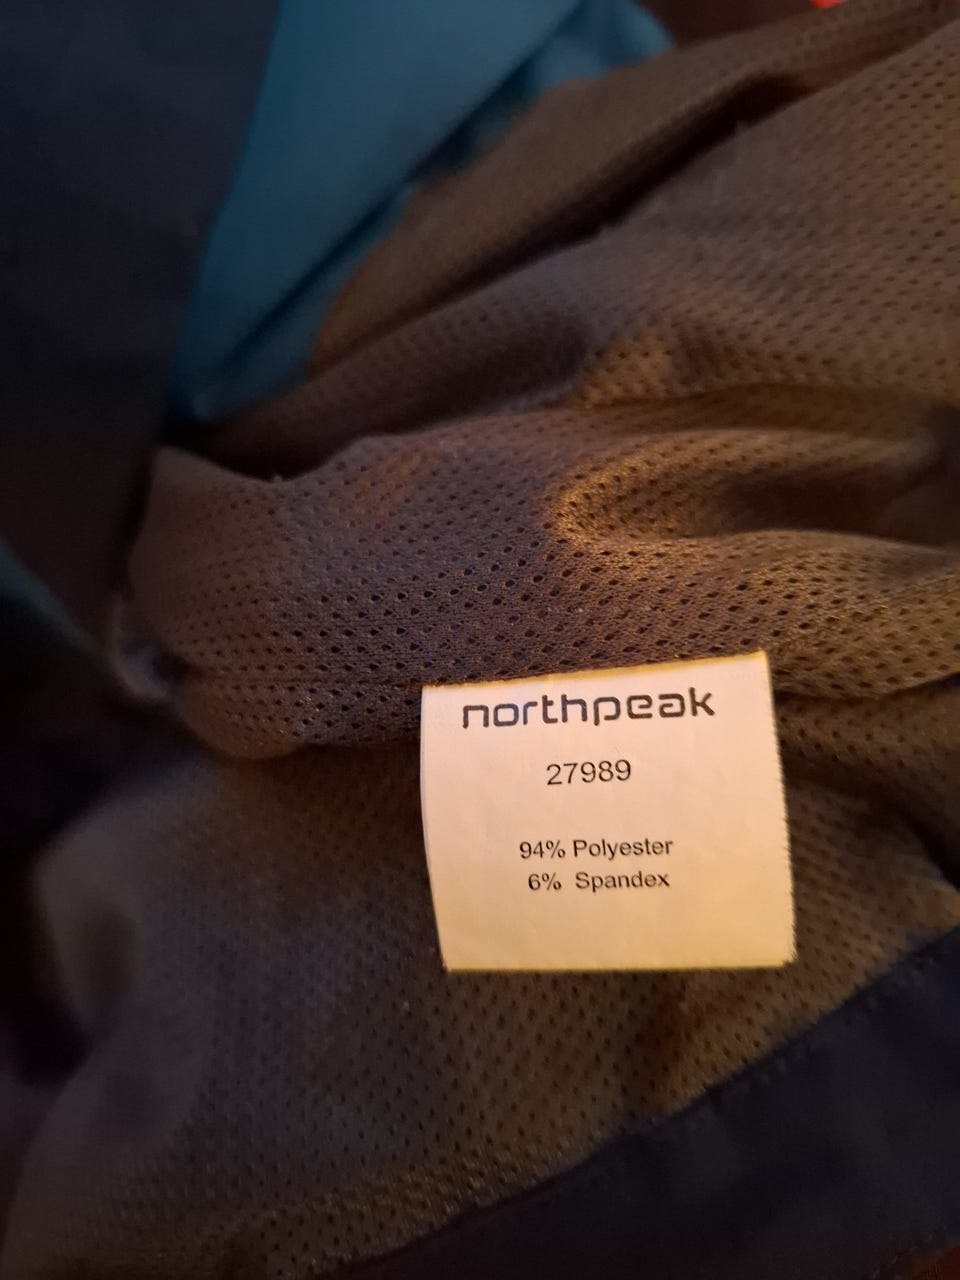 northpeak
27989
94% Polyester
6% Spandex